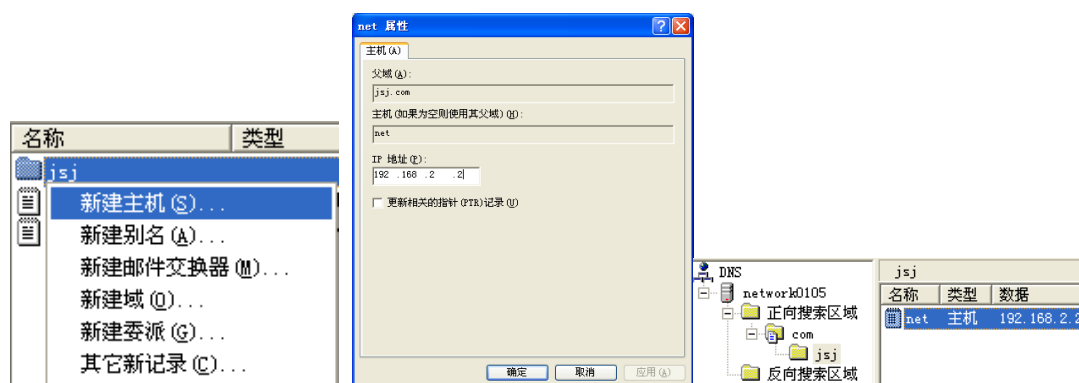 名称 类型
jsj
新建主机(S)...
新建别名(A)...
新建邮件交换器(M)...
新建域(O)...
新建委派(G)...
其它新记录(C)...
net 属性
主机(A)
父域(A):
jsj.com
主机(如果为空则使用其父域)(H):
net
IP 地址(P):
192 .168 .2 .2
更新相关的指针(PTR)记录(U)
确定 取消 应用(A)
DNS
network0105
正向搜索区域
com
jsj
反向搜索区域
jsj
名称 类型 数据
net 主机 192.168.2.2